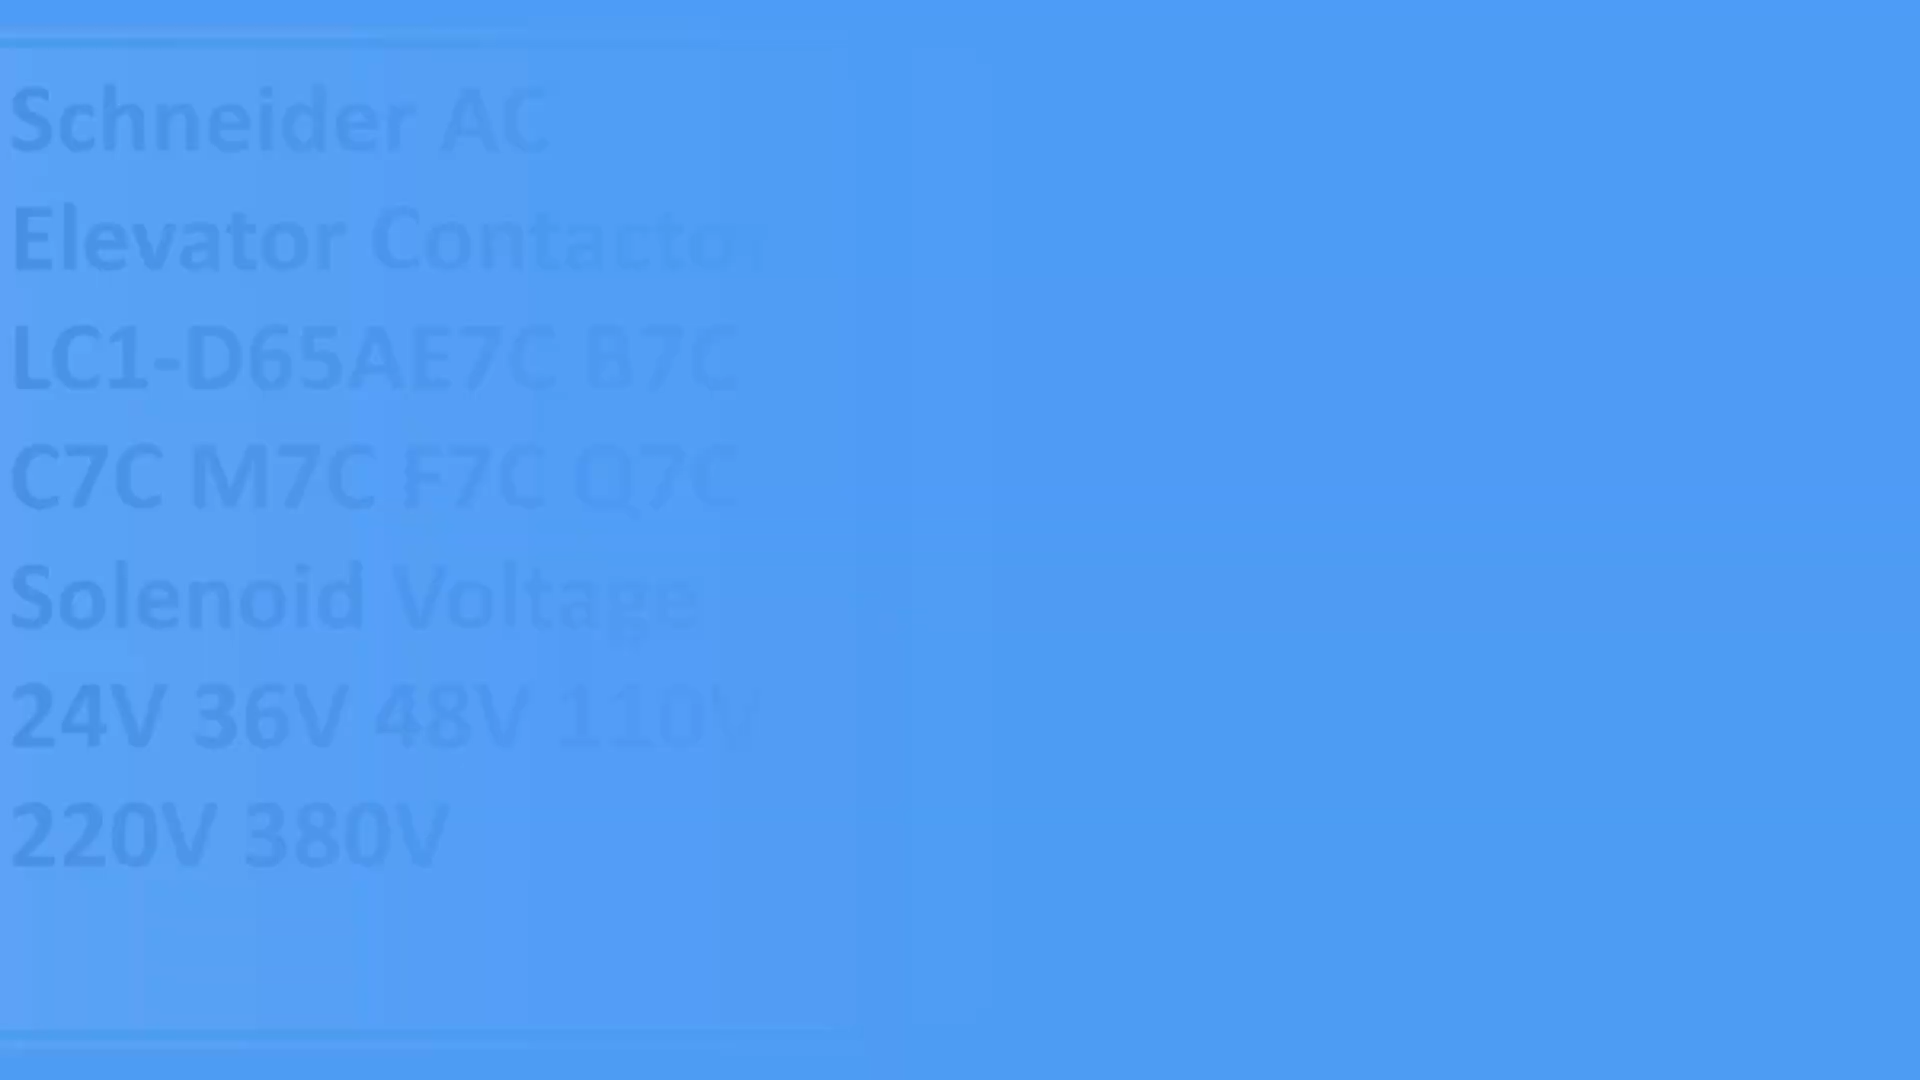 Schneider AC
Elevator Contactor
LC1-D65AE7C B7C
C7C M7C F7C Q7C
Solenoid Voltage
24V 36V 48V 110V
220V 380V